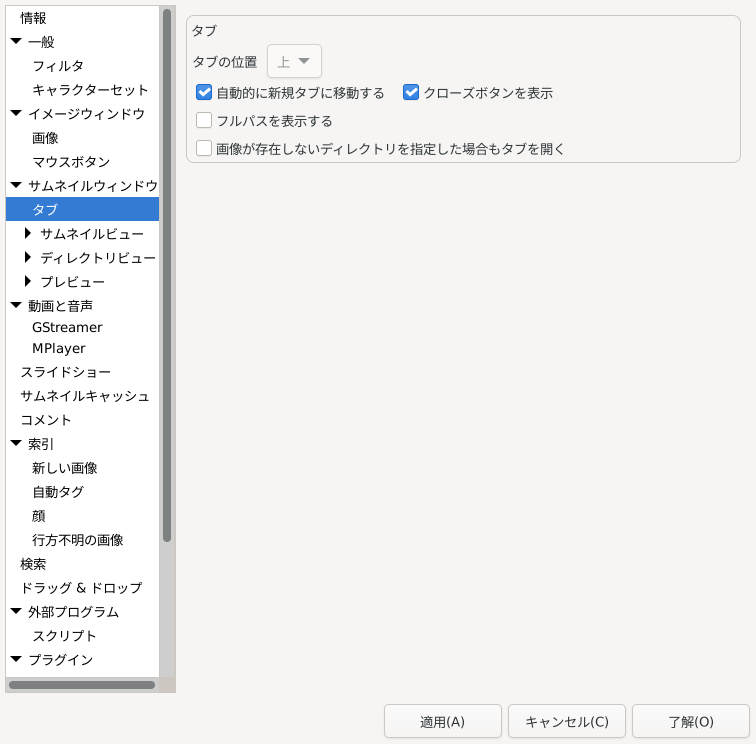 情報
一般
フィルタ
キャラクターセット
イメージウィンドウ
画像
マウスボタン
サムネイルウィンドウ
タブ
サムネイルビュー
ディレクトリビュー
プレビュー
動画と音声
GStreamer
MPlayer
スライドショー
サムネイルキャッシュ
コメント
索引
新しい画像
自動タグ
顔
行方不明の画像
検索
ドラッグ & ドロップ
外部プログラム
スクリプト
プラグイン
タブ
タブの位置 上
自動的に新規タブに移動する クローズボタンを表示
フルパスを表示する
画像が存在しないディレクトリを指定した場合もタブを開く
適用(A) キャンセル(C) 了解(O)